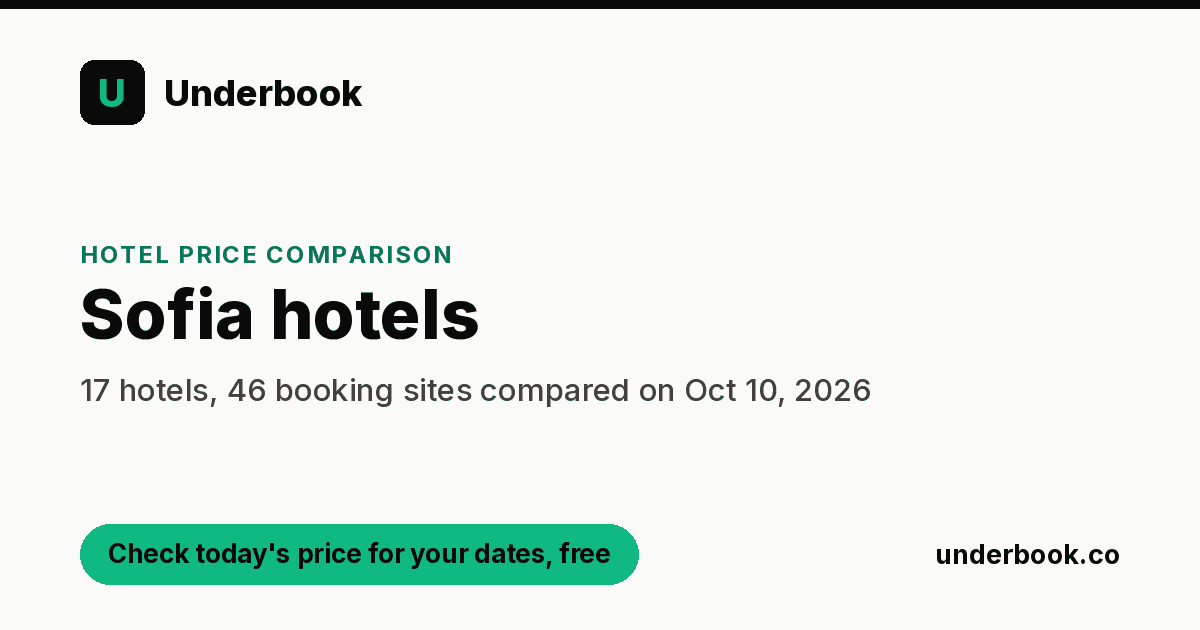 U Underbook
HOTEL PRICE COMPARISON
Sofia hotels
17 hotels, 46 booking sites compared on Oct 10, 2026
Check today's price for your dates, free
underbook.co